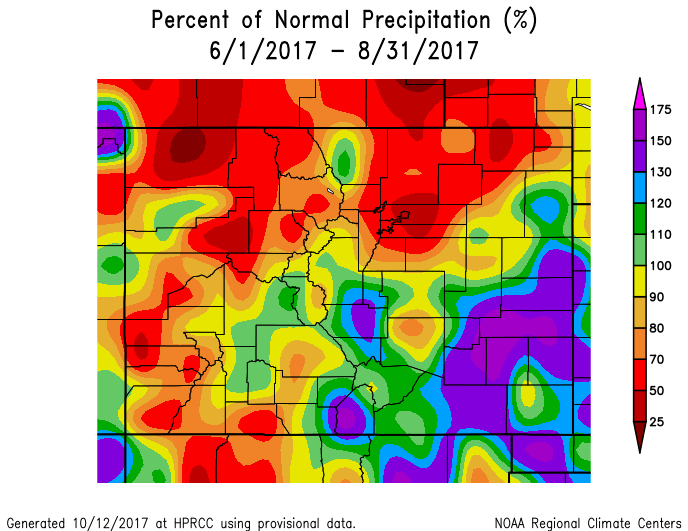 Percent of Normal Precipitation (%)
6/1/2017 – 8/31/2017
175
150
130
120
110
100
90
80
70
50
25
Generated 10/12/2017 at HPRCC using provisional data.
NOAA Regional Climate Centers